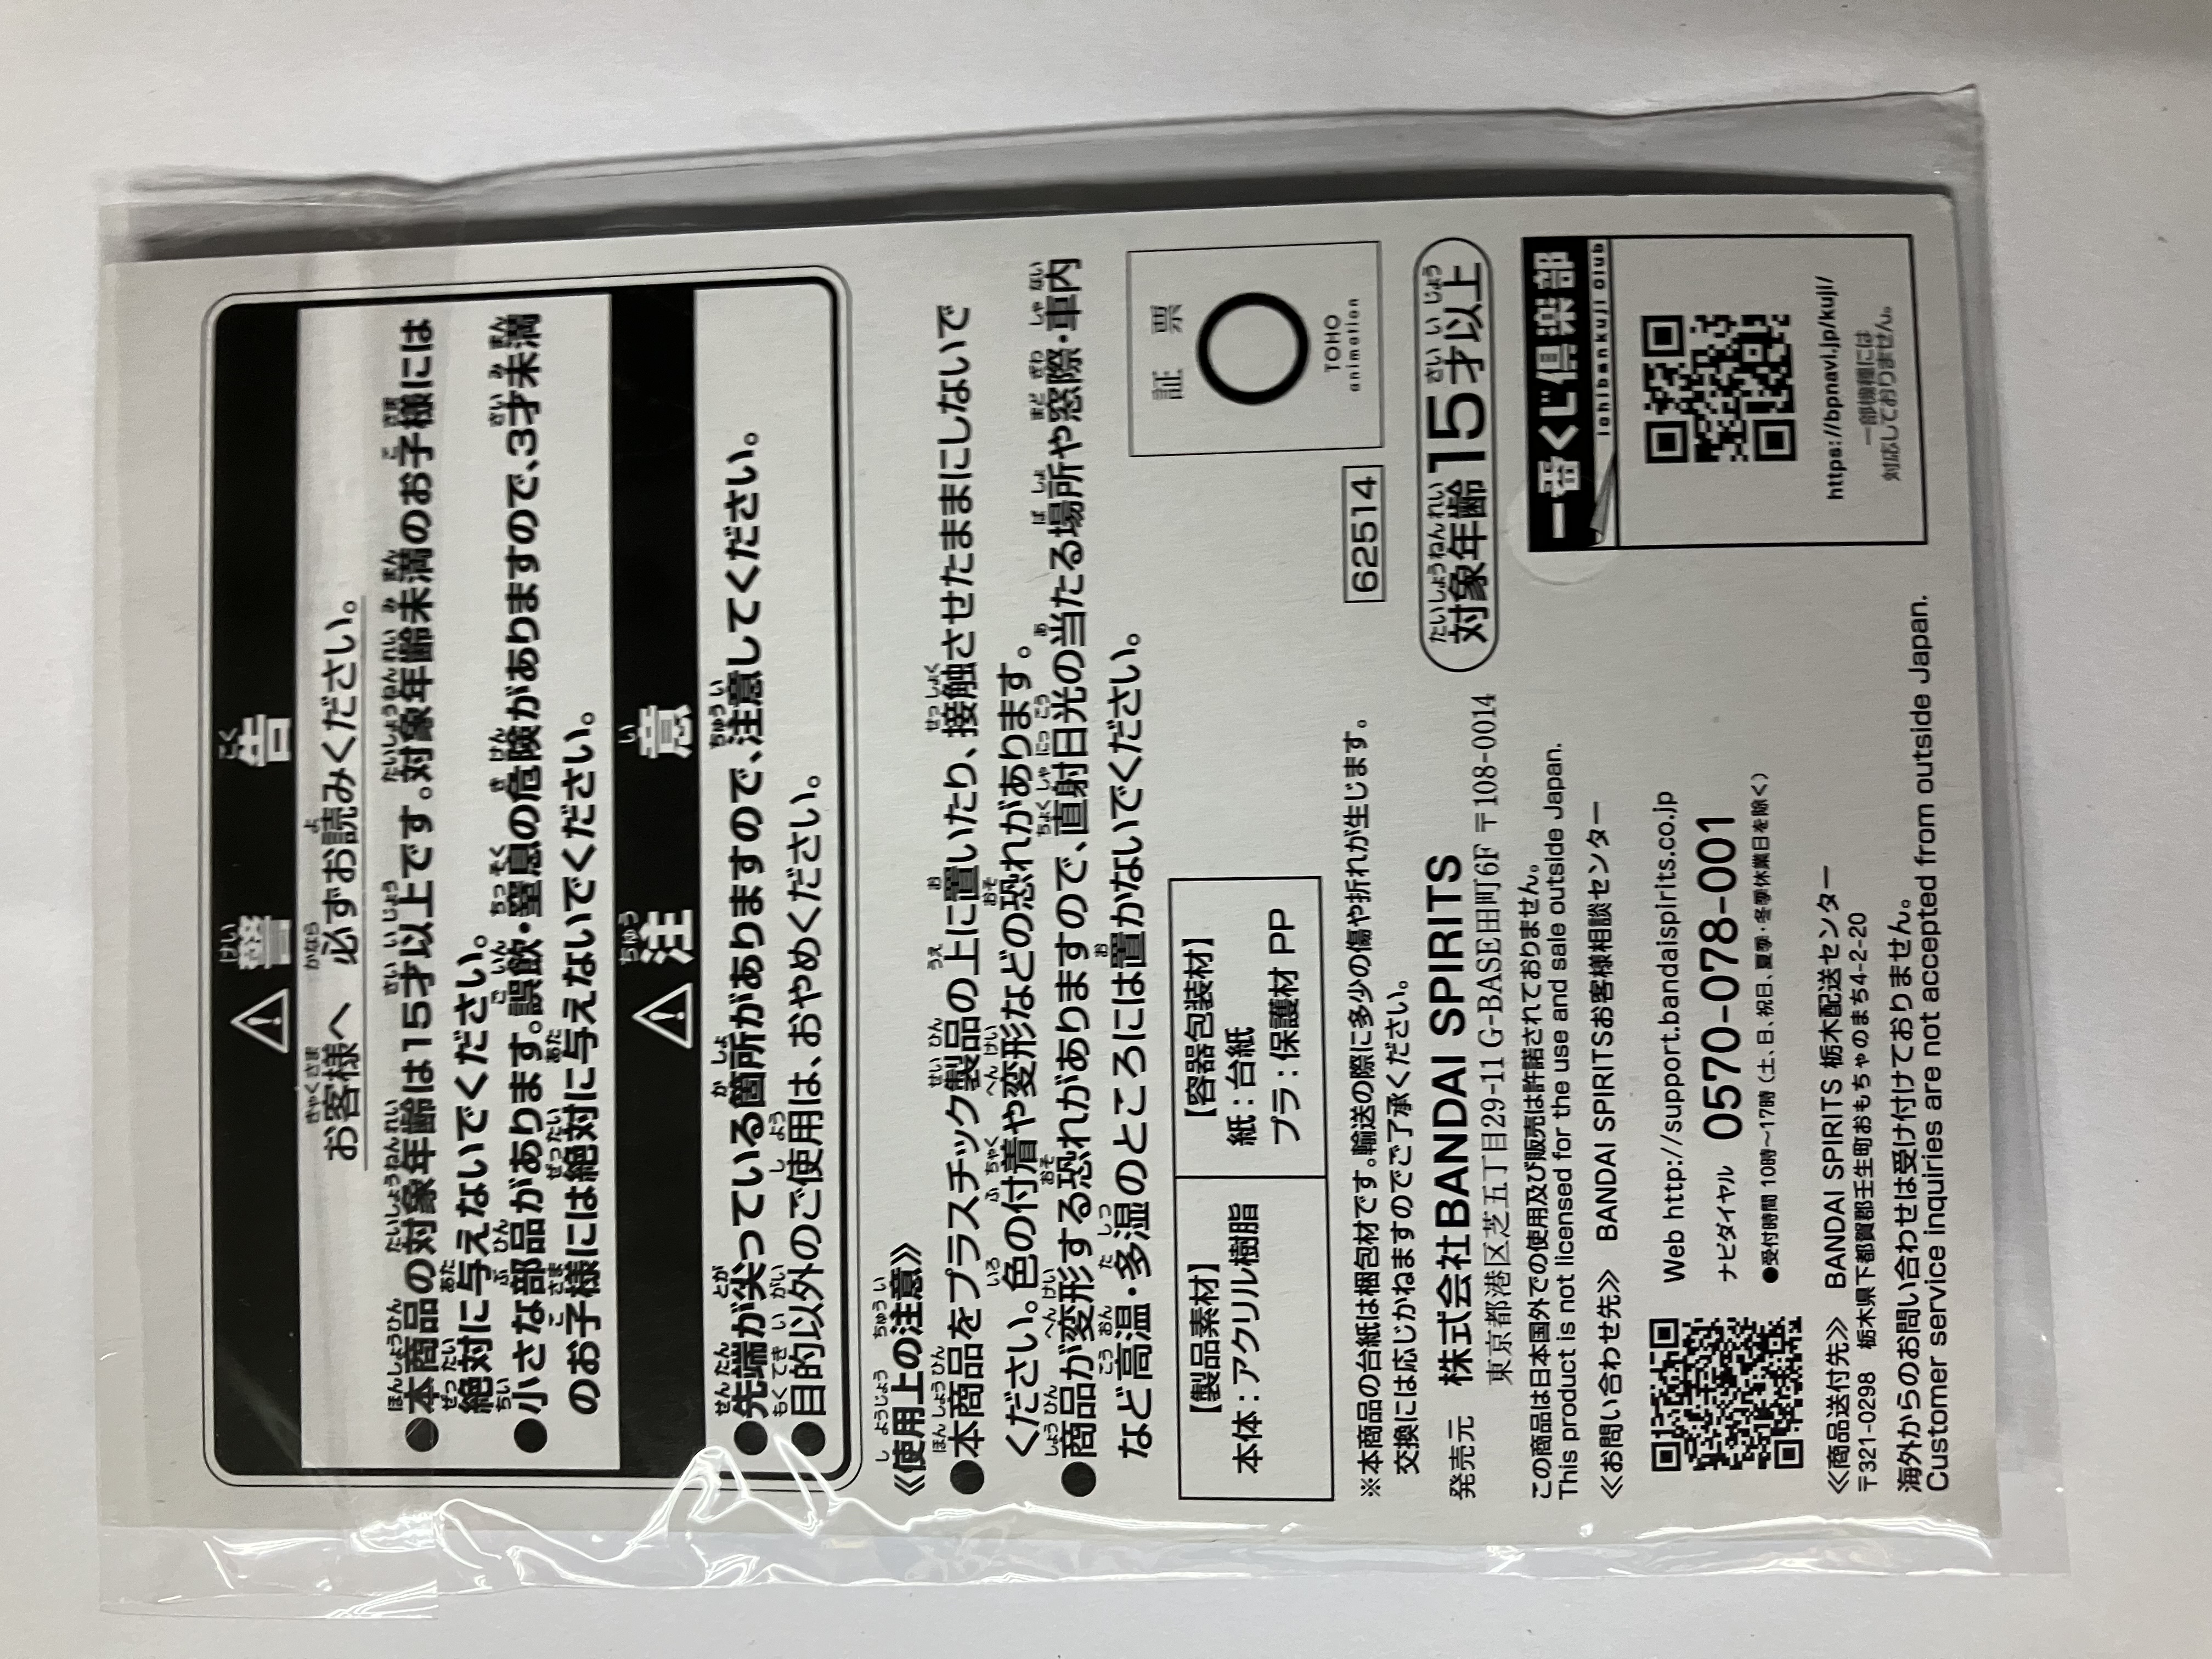 ⚠警告
お客様へ 必ずお読みください。
●本商品の対象年齢は15才以上です。対象年齢未満のお子様には
絶対に与えないでください。
●小さな部品があります。誤飲・窒息の危険がありますので、3才未満
のお子様には絶対に与えないでください。
⚠注意
●先端が尖っている箇所がありますので、注意してください。
●目的以外のご使用は、おやめください。
《使用上の注意》
●本商品をプラスチック製品の上に置いたり、接触させたままにしないで
ください。色の付着や変形などの恐れがあります。
●商品が変形する恐れがありますので、直射日光の当たる場所や窓際・車内
など高温・多湿のところには置かないでください。
【製品素材】
本体:アクリル樹脂
【容器包装材】
紙:台紙
プラ:保護材 PP
証票
TOHO
animation
62514
※本商品の台紙は梱包材です。輸送の際に多少の傷や折れが生じます。
交換には応じかねますのでご了承ください。
発売元 株式会社BANDAI SPIRITS
東京都港区芝五丁目29-11 G-BASE田町6F 〒108-0014
対象年齢15才以上
この商品は日本国外での使用及び販売は許諾されておりません。
This product is not licensed for the use and sale outside Japan.
《お問い合わせ先》 BANDAI SPIRITSお客様相談センター
Web http://support.bandaispirits.co.jp
ナビダイヤル 0570-078-001
●受付時間 10時〜17時(土、日、祝日、夏季・冬季休業日を除く)
《商品送付先》 BANDAI SPIRITS 栃木配送センター
〒321-0298 栃木県下都賀郡壬生町おもちゃのまち4-2-20
海外からのお問い合わせは受け付けておりません。
Customer service inquiries are not accepted from outside Japan.
一番くじ倶楽部
Ichibankuji Club
https://bpnavi.jp/kuji/
一部機種には
対応しておりません。